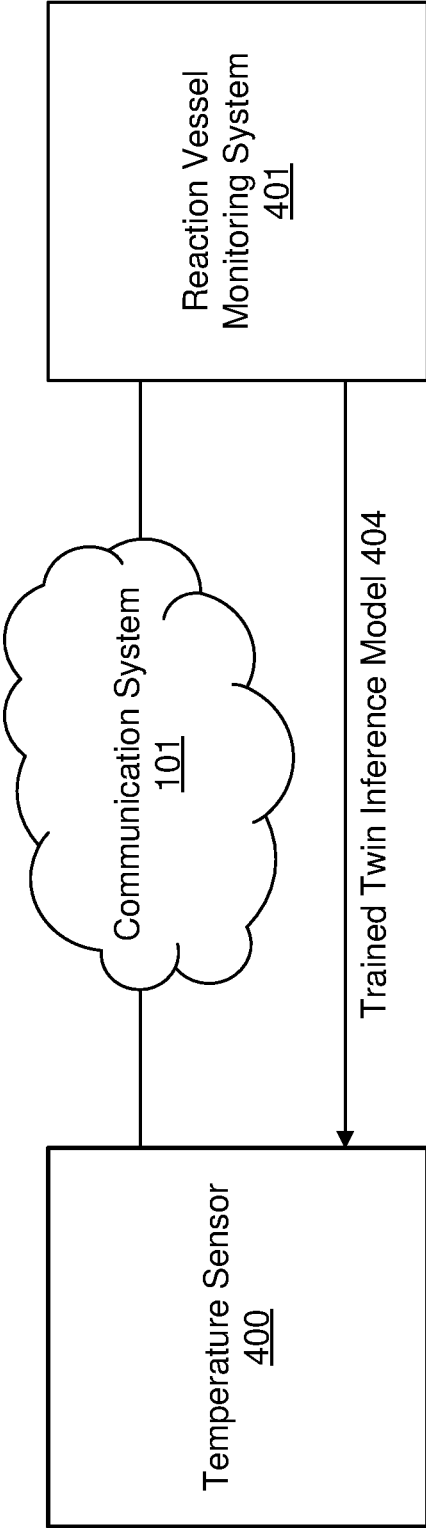 Temperature Sensor
400
Communication System
101
Reaction Vessel
Monitoring System
401
Trained Twin Inference Model 404